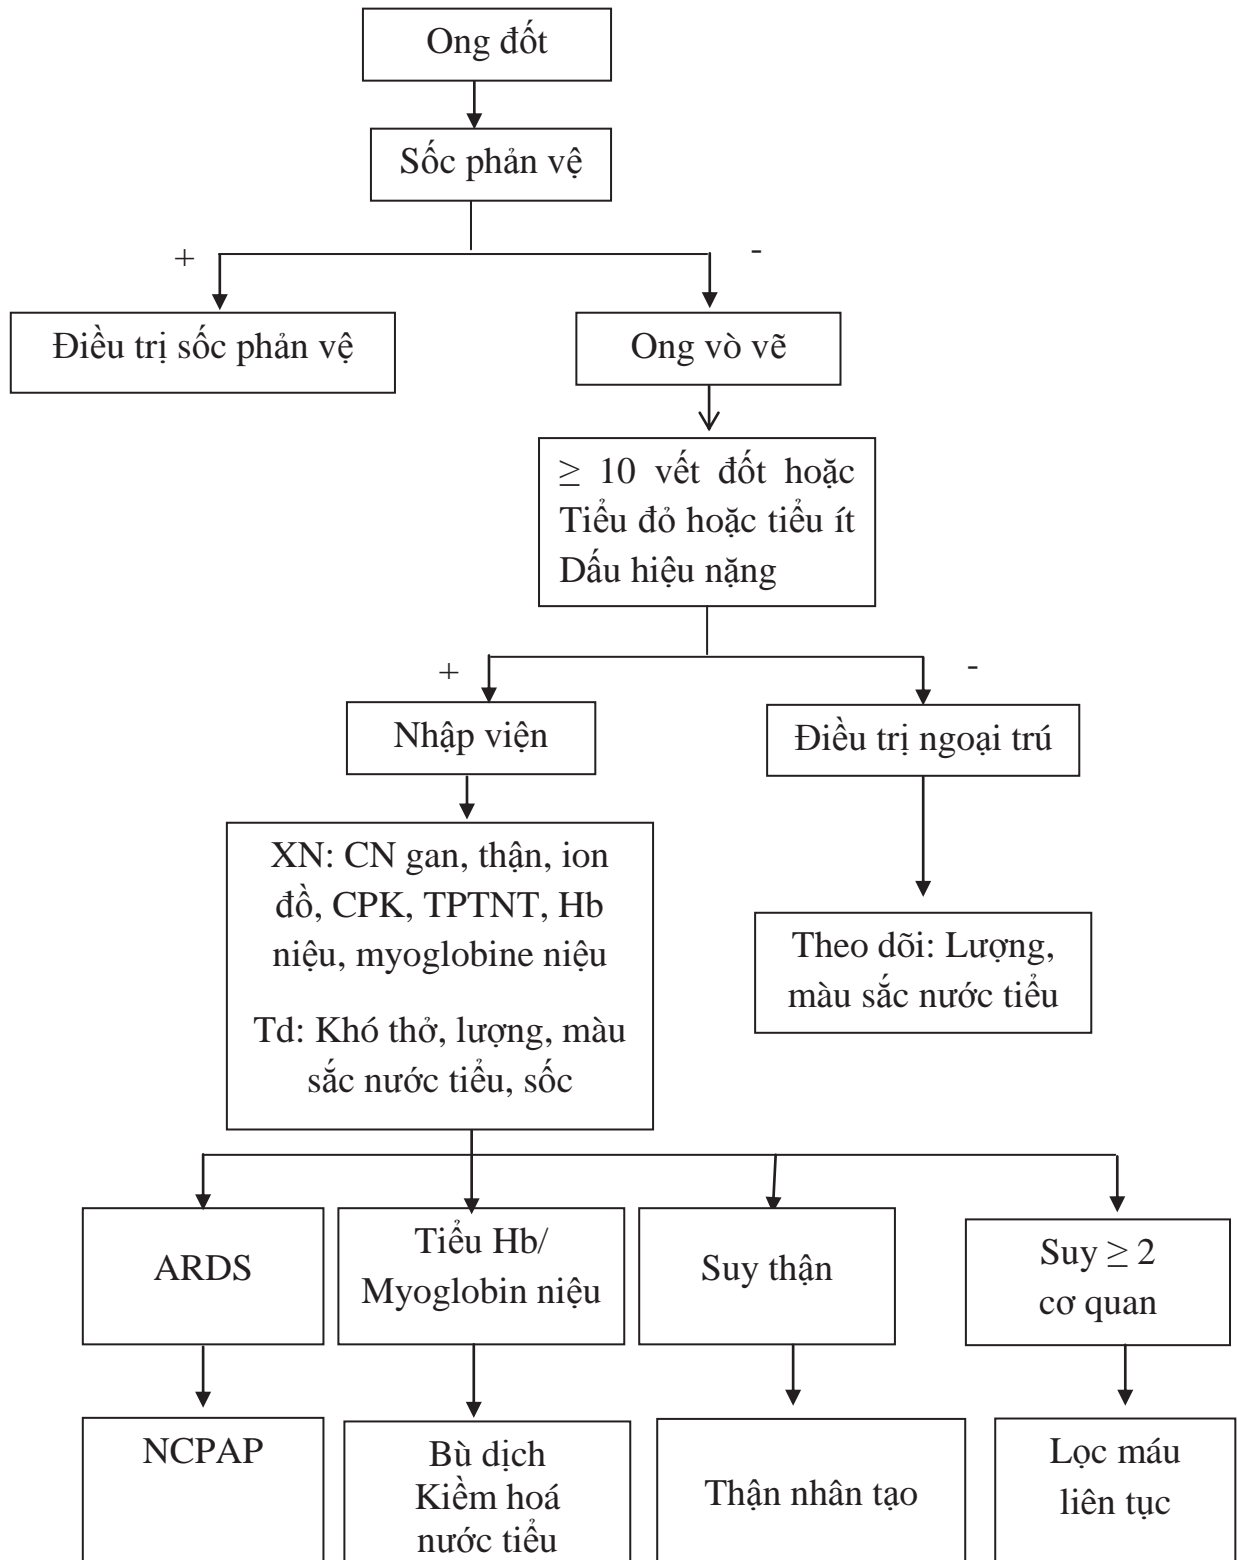 Ong đốt
Sốc phản vệ
+
-
Điều trị sốc phản vệ
Ong vò vẽ
≥ 10 vết đốt hoặc
Tiểu đỏ hoặc tiểu ít
Dấu hiệu nặng
+
-
Nhập viện
Điều trị ngoại trú
XN: CN gan, thận, ion
đồ, CPK, TPTNT, Hb
niệu, myoglobine niệu
Td: Khó thở, lượng, màu
sắc nước tiểu, sốc
Theo dõi: Lượng,
màu sắc nước tiểu
ARDS
Tiểu Hb/
Myoglobin niệu
Suy thận
Suy ≥ 2
cơ quan
NCPAP
Bù dịch
Kiềm hoá
nước tiểu
Thận nhân tạo
Lọc máu
liên tục